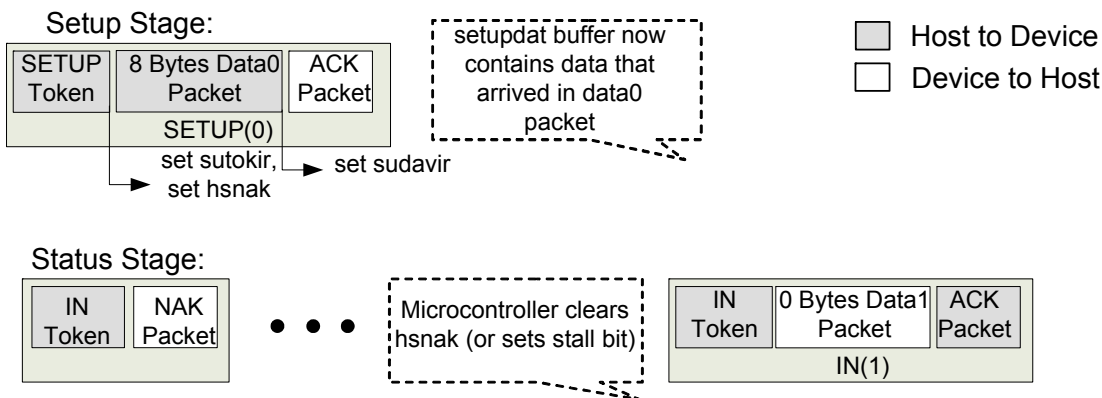 Setup Stage:
SETUP
Token
8 Bytes Data0
Packet
ACK
Packet
SETUP(0)
set sutokir,
set hsnak
set sudavir
setupdat buffer now
contains data that
arrived in data0
packet
Host to Device
Device to Host
Status Stage:
IN
Token
NAK
Packet
Microcontroller clears
hsnak (or sets stall bit)
IN
Token
0 Bytes Data1
Packet
ACK
Packet
IN(1)